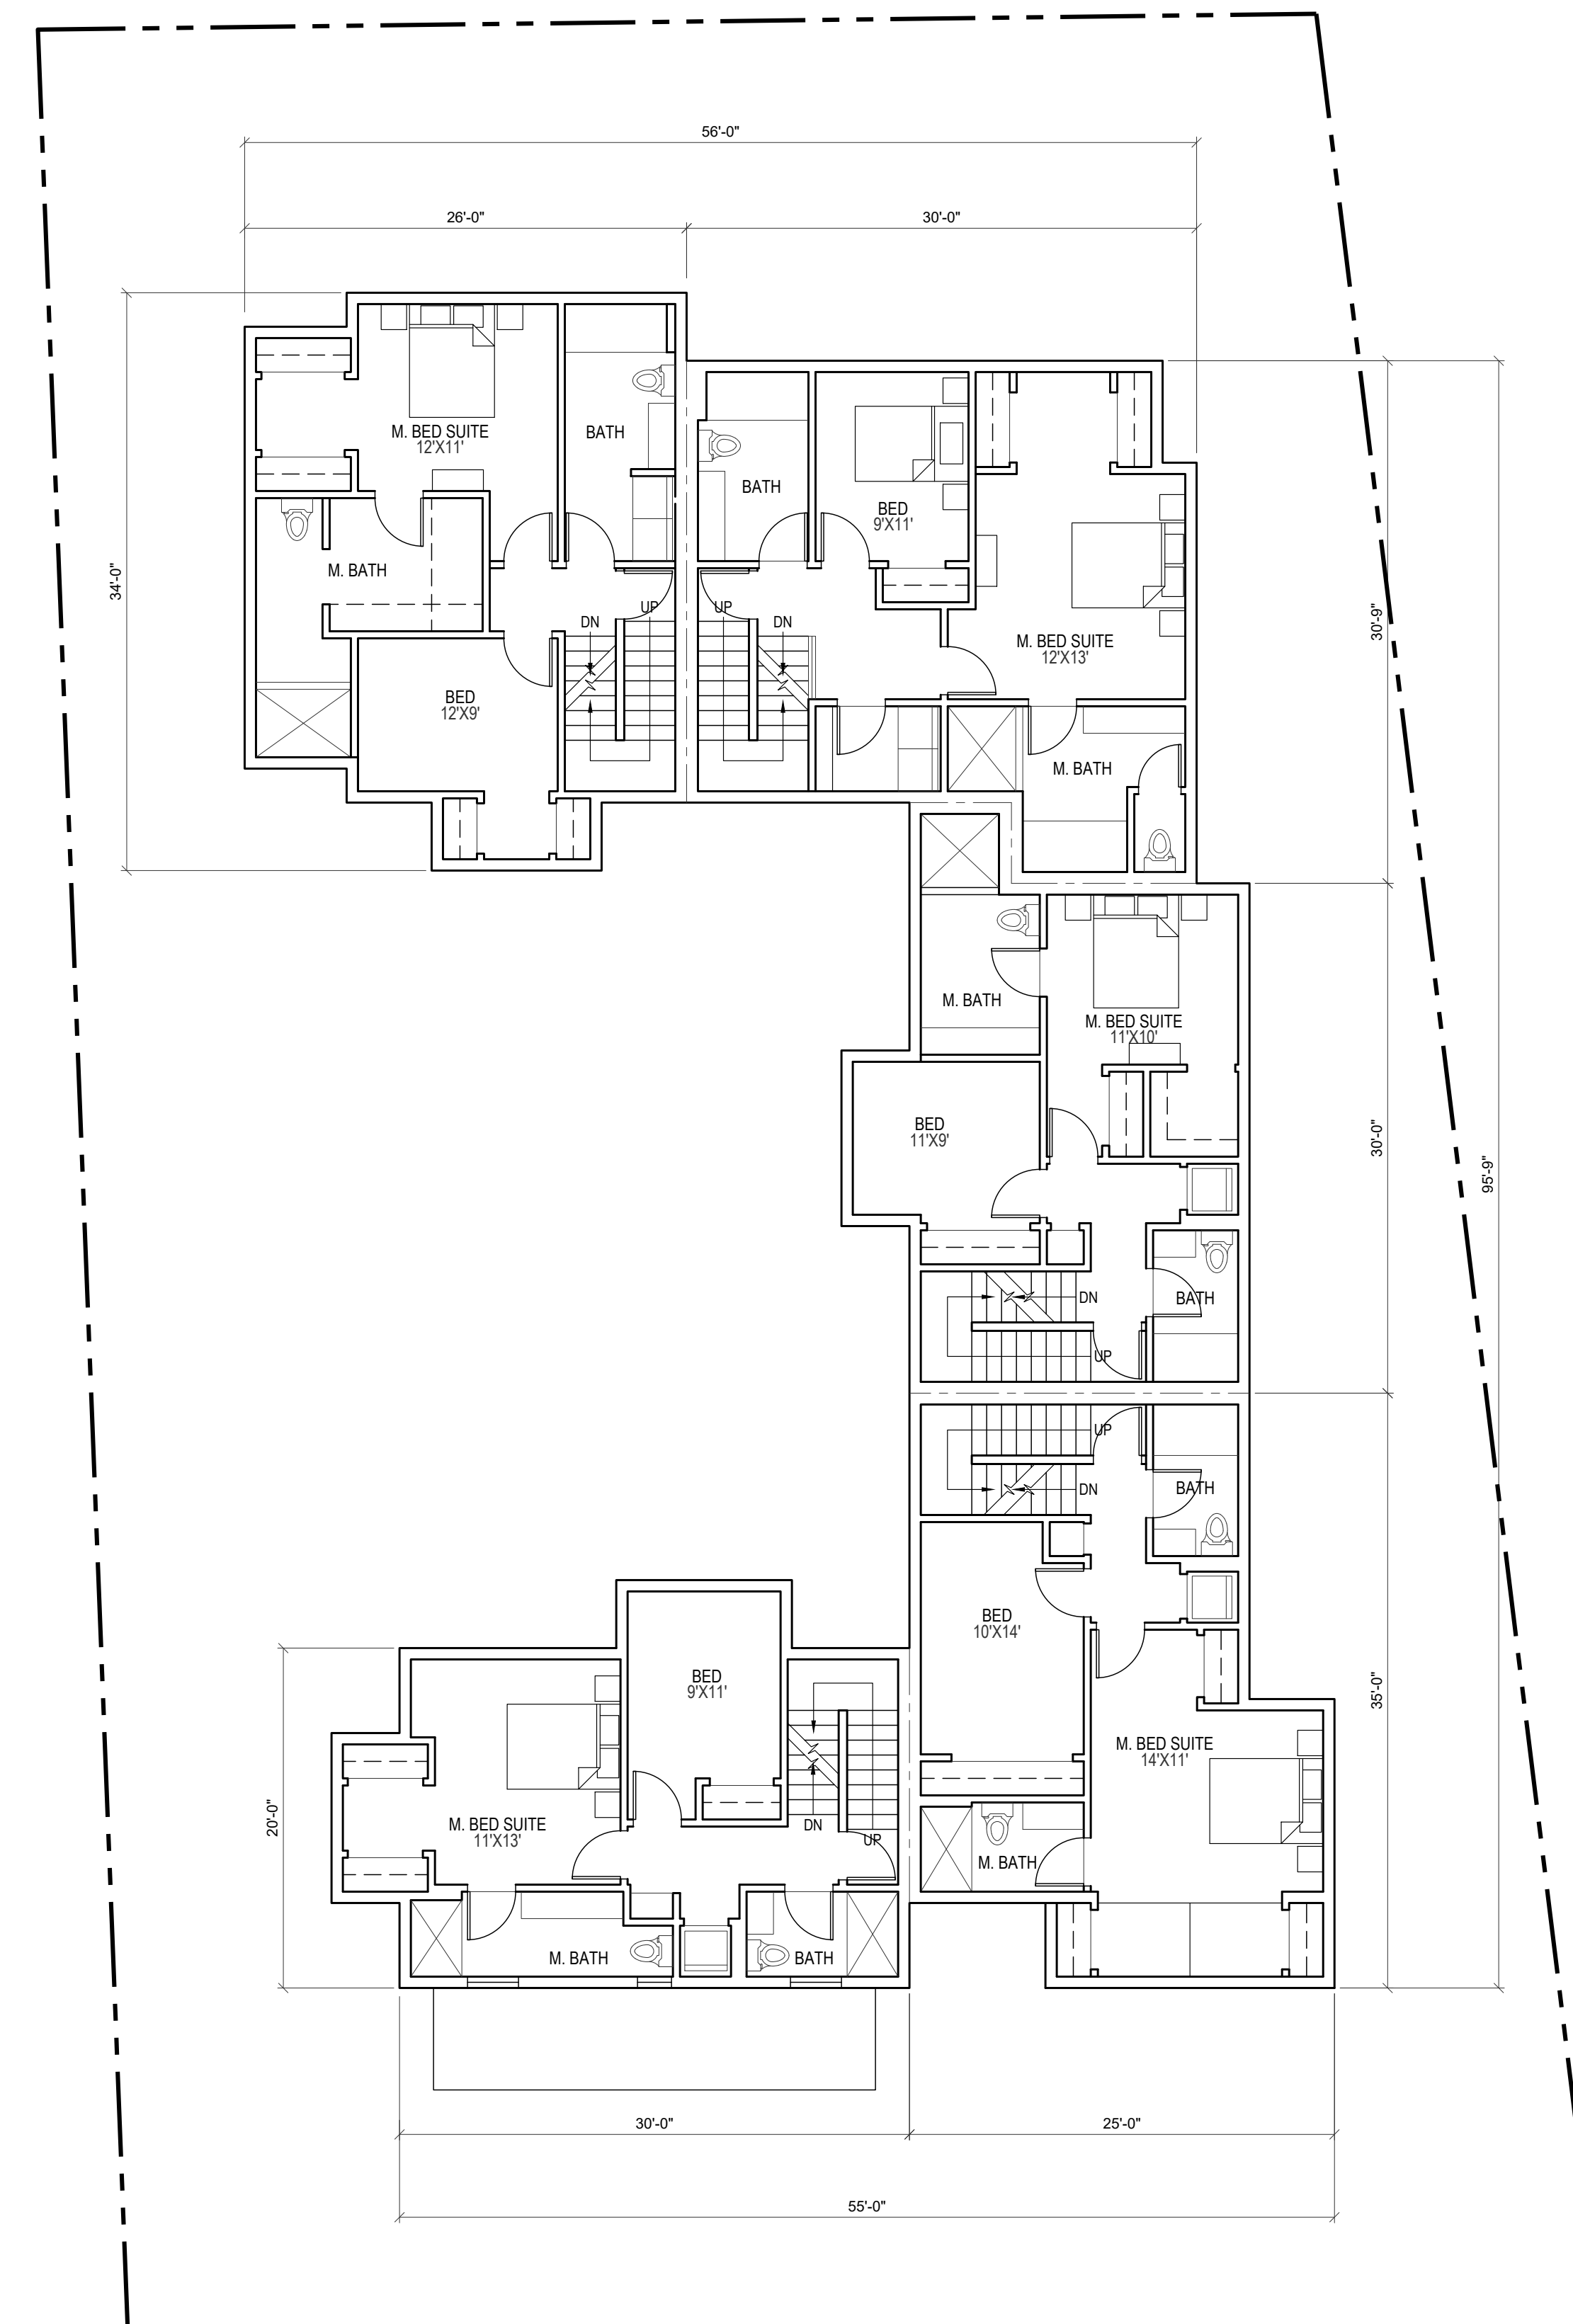 56'-0"
26'-0"
30'-0"
M. BED SUITE
12'X11'
BATH
BATH
BED
9'X11'
M. BATH
34'-0"
UP
DN
UP
DN
30'-9"
M. BED SUITE
12'X13'
BED
12'X9'
M. BATH
M. BATH
M. BED SUITE
11'X10'
BED
11'X9'
30'-0"
95'-9"
DN
BATH
UP
UP
DN
BATH
BED
10'X14'
BED
9'X11'
35'-0"
M. BED SUITE
14'X11'
20'-0"
M. BED SUITE
11'X13'
DN
UP
M. BATH
M. BATH
BATH
30'-0"
25'-0"
55'-0"